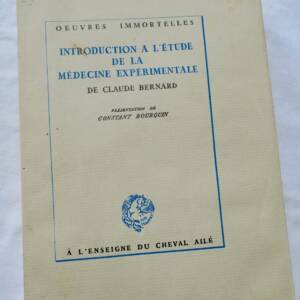 OEUVRES IMMORTELLES
INTRODUCTION A L'ÉTUDE
DE LA
MÉDECINE EXPÉRIMENTALE
DE CLAUDE BERNARD
PRÉSENTATION DE
CONSTANT BOURQUIN
À L'ENSEIGNE DU CHEVAL AILÉ